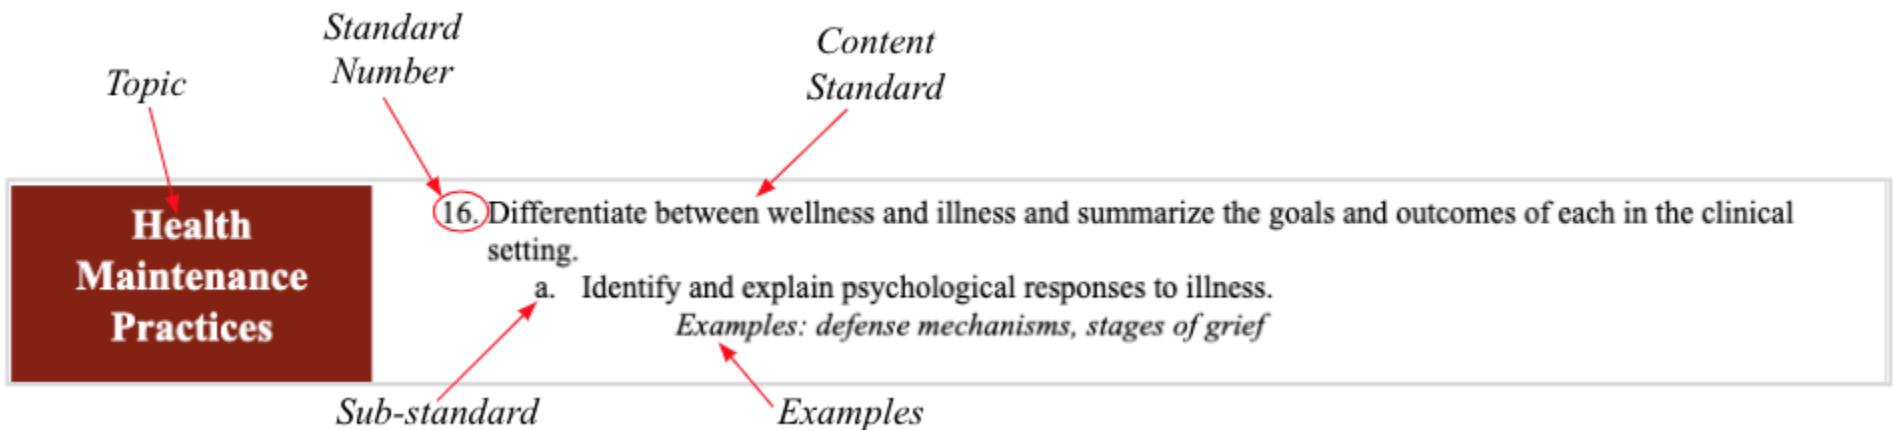 Standard
Number
Content
Standard
Topic
Health
Maintenance
Practices
16. Differentiate between wellness and illness and summarize the goals and outcomes of each in the clinical
setting.
a. Identify and explain psychological responses to illness.
Examples: defense mechanisms, stages of grief
Sub-standard
Examples